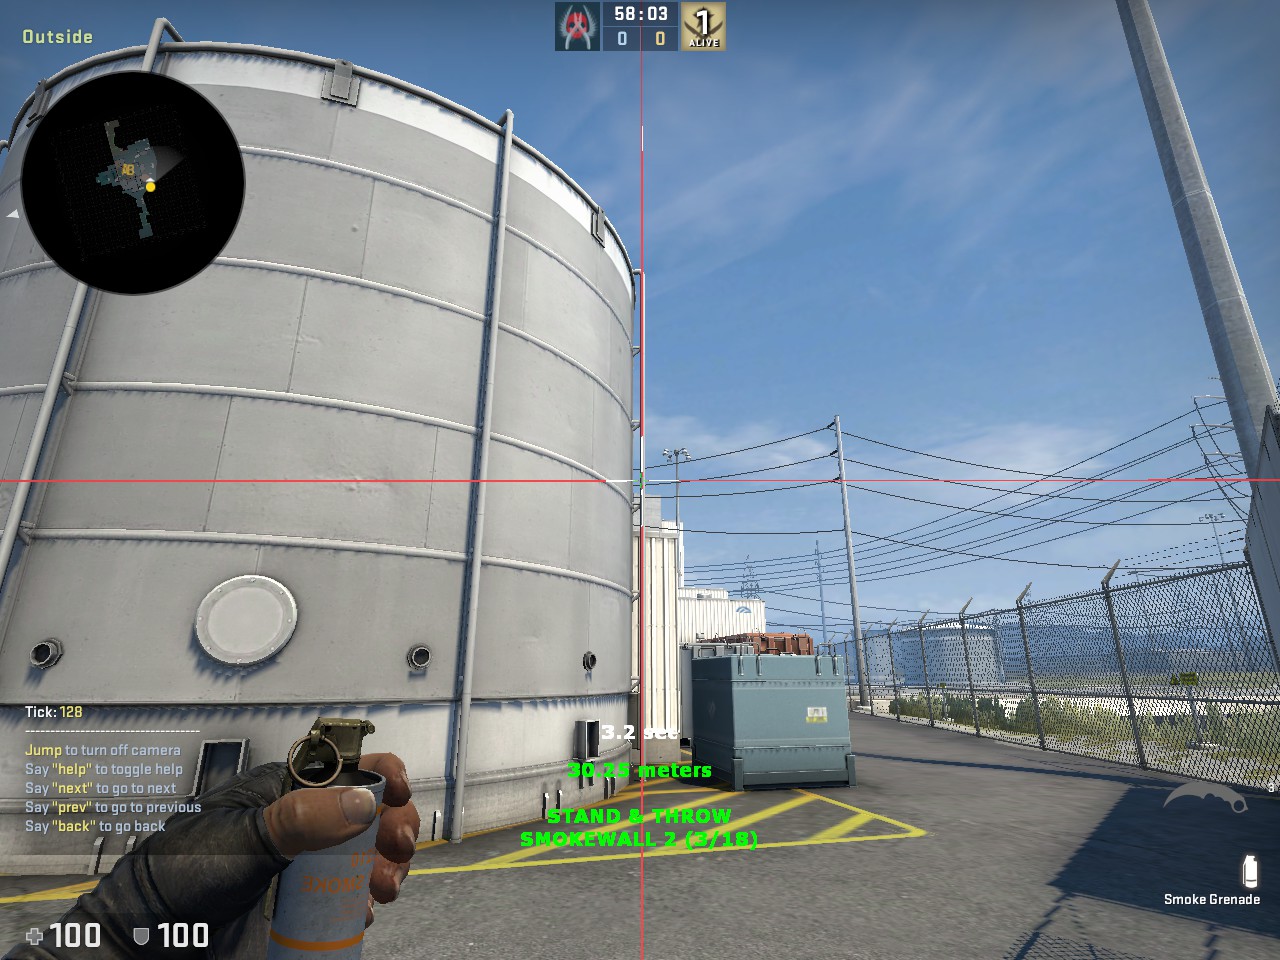 Outside
58:03
0 0
1
ALIVE
AB
Tick: 128
Jump to turn off camera
Say "help" to toggle help
Say "next" to go to next
Say "prev" to go to previous
Say "back" to go back
3.2 sec
30.25 meters
STAND & THROW
SMOKEWALL 2 (3/18)
3
Smoke Grenade
100
100